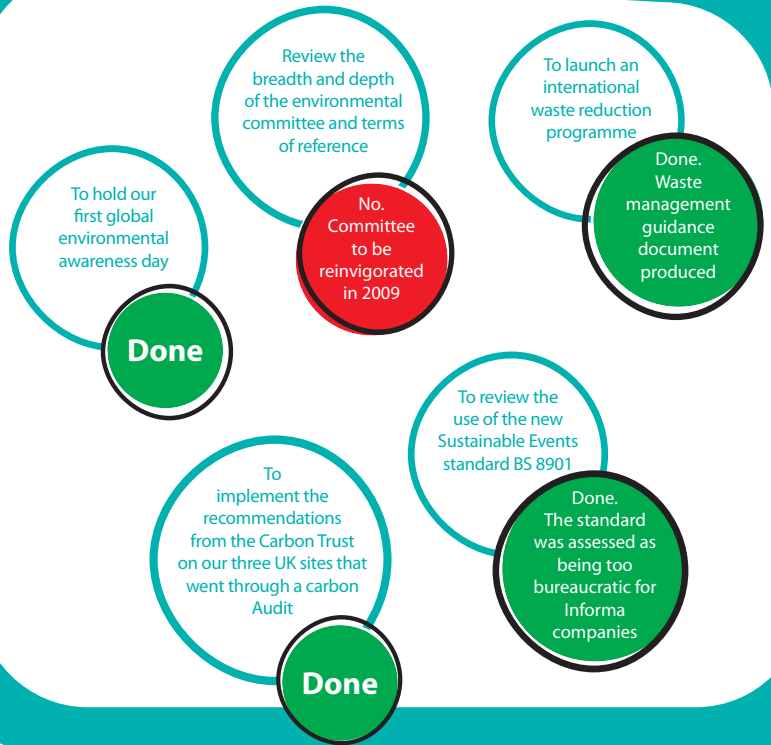 Review the
breadth and depth
of the environmental
committee and terms
of reference
No.
Committee
to be
reinvigorated
in 2009
To launch an
international
waste reduction
programme
Done.
Waste
management
guidance
document
produced
To hold our
first global
environmental
awareness day
Done
To review the
use of the new
Sustainable Events
standard BS 8901
Done.
The standard
was assessed as
being too
bureaucratic for
Informa
companies
To
implement the
recommendations
from the Carbon Trust
on our three UK sites that
went through a carbon
Audit
Done